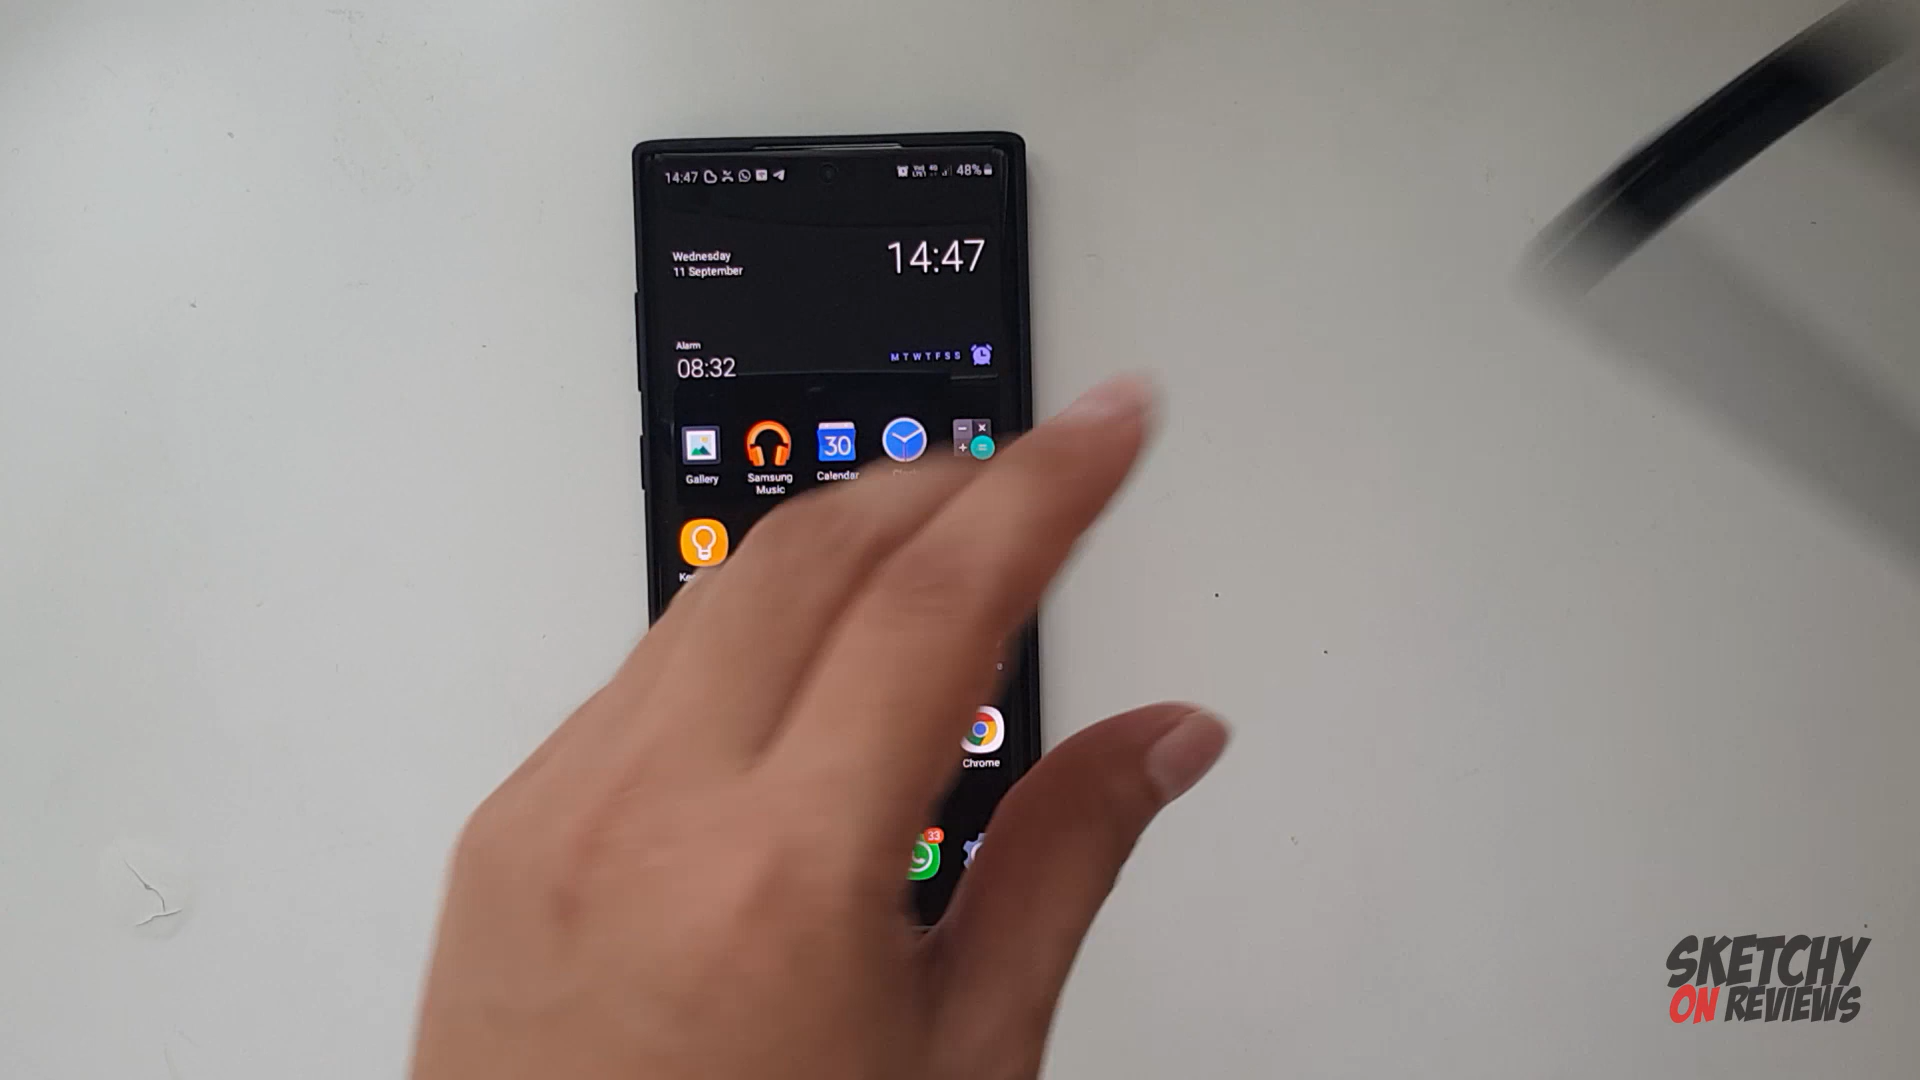 14:47
48%
Wednesday
11 September
14:47
Alarm
08:32
M T W T F S S
30
Gallery
Samsung
Music
Calendar
Chrome
33
SKETCHY
ON REVIEWS